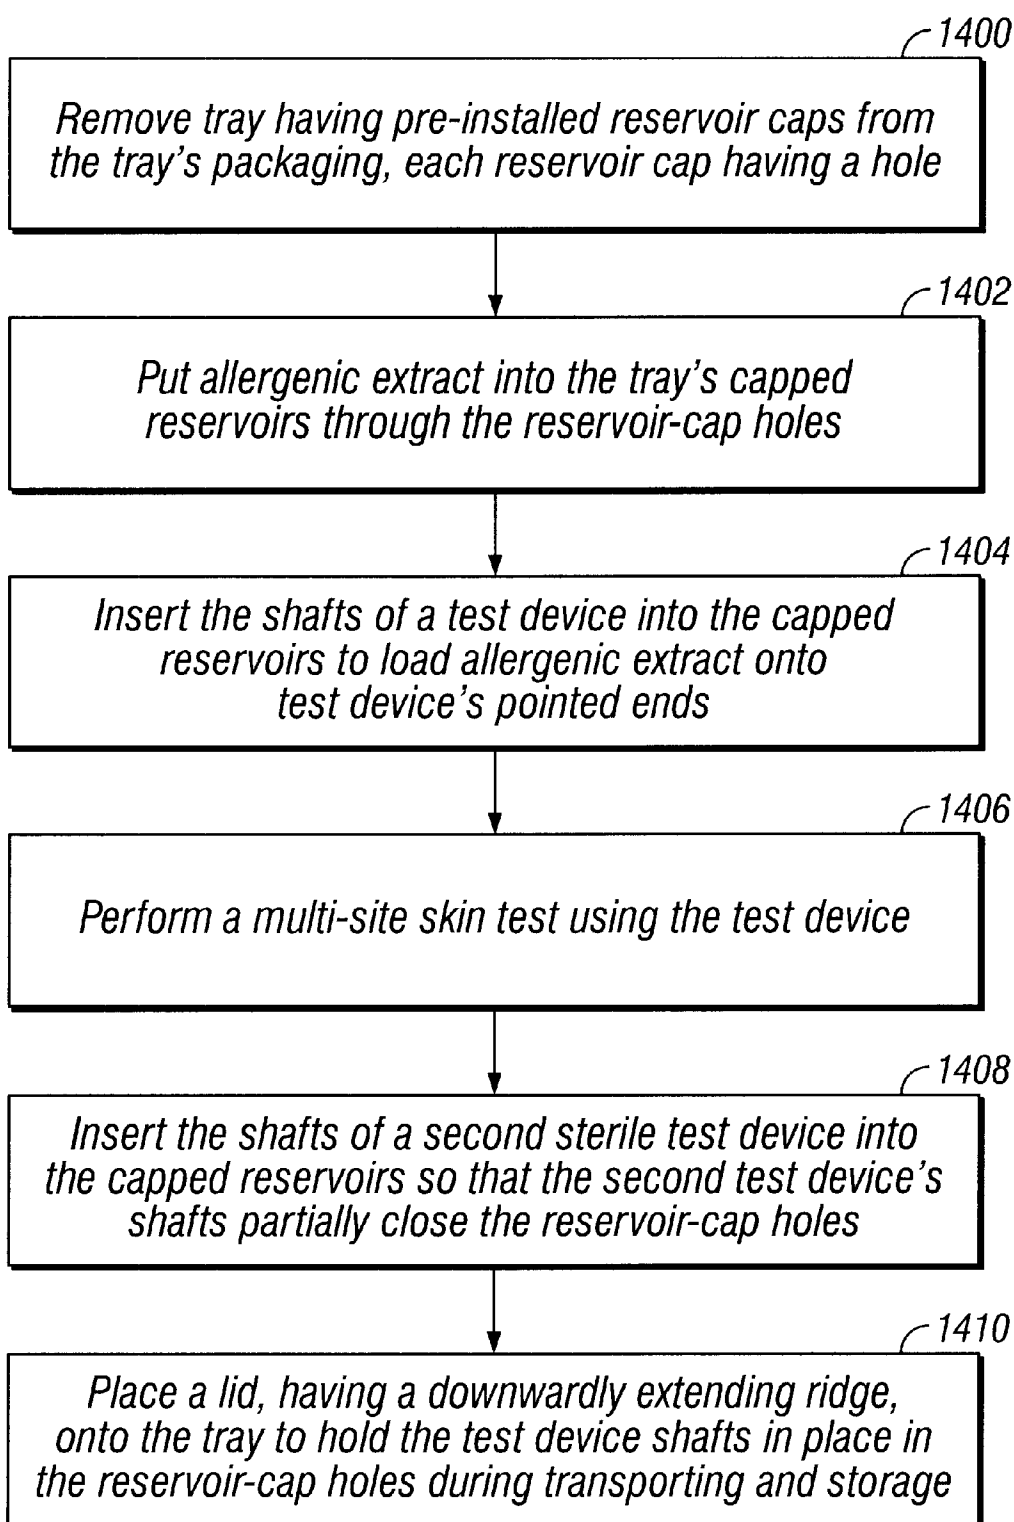 1400
Remove tray having pre-installed reservoir caps from
the tray's packaging, each reservoir cap having a hole
1402
Put allergenic extract into the tray's capped
reservoirs through the reservoir-cap holes
1404
Insert the shafts of a test device into the capped
reservoirs to load allergenic extract onto
test device's pointed ends
1406
Perform a multi-site skin test using the test device
1408
Insert the shafts of a second sterile test device into
the capped reservoirs so that the second test device's
shafts partially close the reservoir-cap holes
1410
Place a lid, having a downwardly extending ridge,
onto the tray to hold the test device shafts in place in
the reservoir-cap holes during transporting and storage